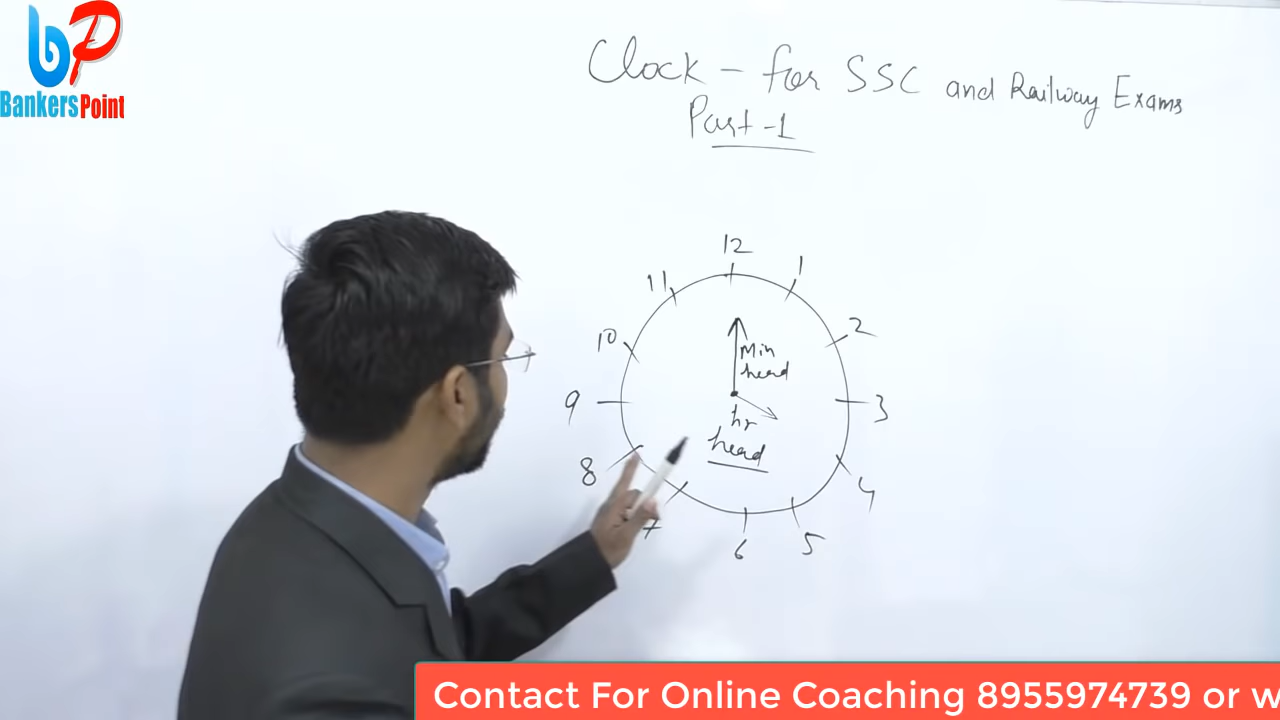 bP
BankersPoint
Clock - for SSC and Railway Exams
Part-1
12
11
1
10
2
Min
head
9
3
hr
head
8
4
7
6
5
Contact For Online Coaching 8955974739 or w